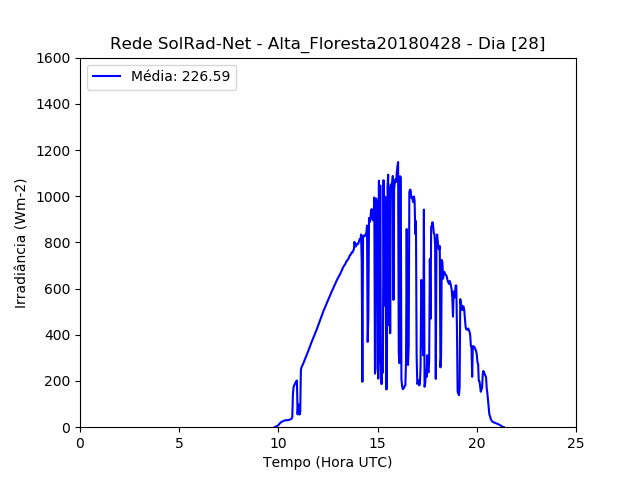 Rede SolRad-Net - Alta_Floresta20180428 - Dia [28]
Média: 226.59
1600
1400
1200
1000
800
600
400
200
0
Irradiância (Wm-2)
0 5 10 15 20 25
Tempo (Hora UTC)